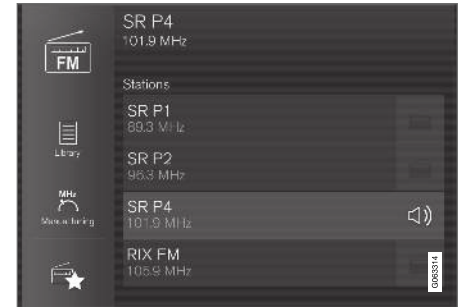 SR P4
101.9 MHz
FM
Stations
SR P1
89.3 MHz
Library
SR P2
96.3 MHz
MHz
Manual tuning
SR P4
101.9 MHz
RIX FM
105.9 MHz
G063314